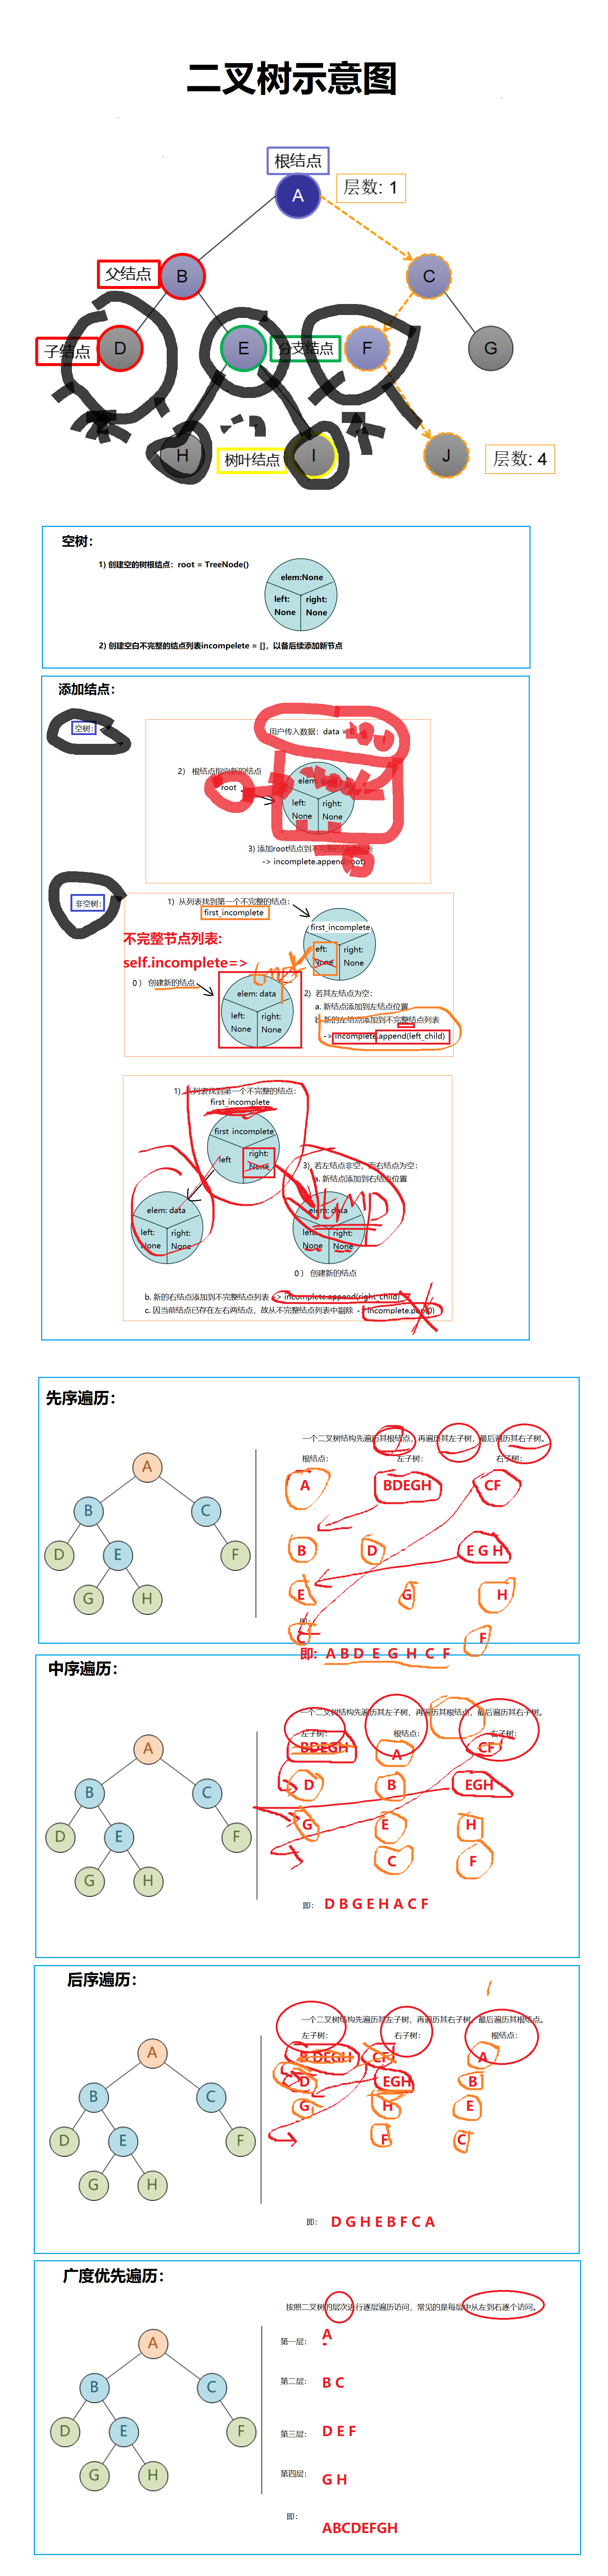 二叉树示意图
根结点
A
层数: 1
父结点
B
C
子结点
D
E
分支结点
F
G
H
树叶结点
I
J
层数: 4
空树：
1) 创建空的树根结点：root = TreeNode()
elem:None
left:
None
right:
None
2) 创建空白不完整的结点列表incompelete = []，以备后续添加新节点
添加结点：
空树：
用户传入数据：data = 0
2） 根结点指向新的结点
root
elem: data
left:
None
right:
None
3) 添加root结点到不完整结点列表
-> incomplete.append(root)
非空树：
1) 从列表找到第一个不完整的结点：
first_incomplete
first_incomplete
left:
None
right:
None
不完整节点列表:
self.incomplete=>
0 ） 创建新的结点
elem: data
left:
None
right:
None
2) 若其左结点为空：
a. 新结点添加到左结点位置
b. 新的左结点添加到不完整结点列表
-> incomplete.append(left_child)
1) 从列表找到第一个不完整的结点：
first_incomplete
first incomplete
left
right:
None
3) 若左结点非空，而右结点为空：
a. 新结点添加到右结点位置
elem: data
left:
None
right:
None
elem: data
left:
None
right:
None
0 ） 创建新的结点
b. 新的右结点添加到不完整结点列表 -> incomplete.append(right_child)
c. 因当前结点已存在左右两结点，故从不完整结点列表中剔除 -> incomplete.pop(0)
先序遍历：
一个二叉树结构先遍历其根结点，再遍历其左子树，最后遍历其右子树。
根结点：
左子树：
右子树：
A
B
C
D
E
F
G
H
A
BDEGH
CF
B
D
E G H
E
G
H
即：
C
F
即: A B D E G H C F
中序遍历：
一个二叉树结构先遍历其左子树，再遍历其根结点，最后遍历其右子树。
左子树：
根结点：
右子树：
A
B
C
D
E
F
G
H
BDEGH
A
CF
D
B
EGH
G
E
H
C
F
即：
D B G E H A C F
后序遍历：
一个二叉树结构先遍历其左子树，再遍历其右子树，最后遍历其根结点。
左子树：
右子树：
根结点：
A
B
C
D
E
F
G
H
B DEGH
CF
A
D
EGH
B
G
H
E
F
C
即：
D G H E B F C A
广度优先遍历：
按照二叉树的层次进行逐层遍历访问，常见的是每层中从左到右逐个访问。
A
B
C
D
E
F
G
H
第一层：
A
第二层：
B C
第三层：
D E F
第四层：
G H
即：
ABCDEFGH